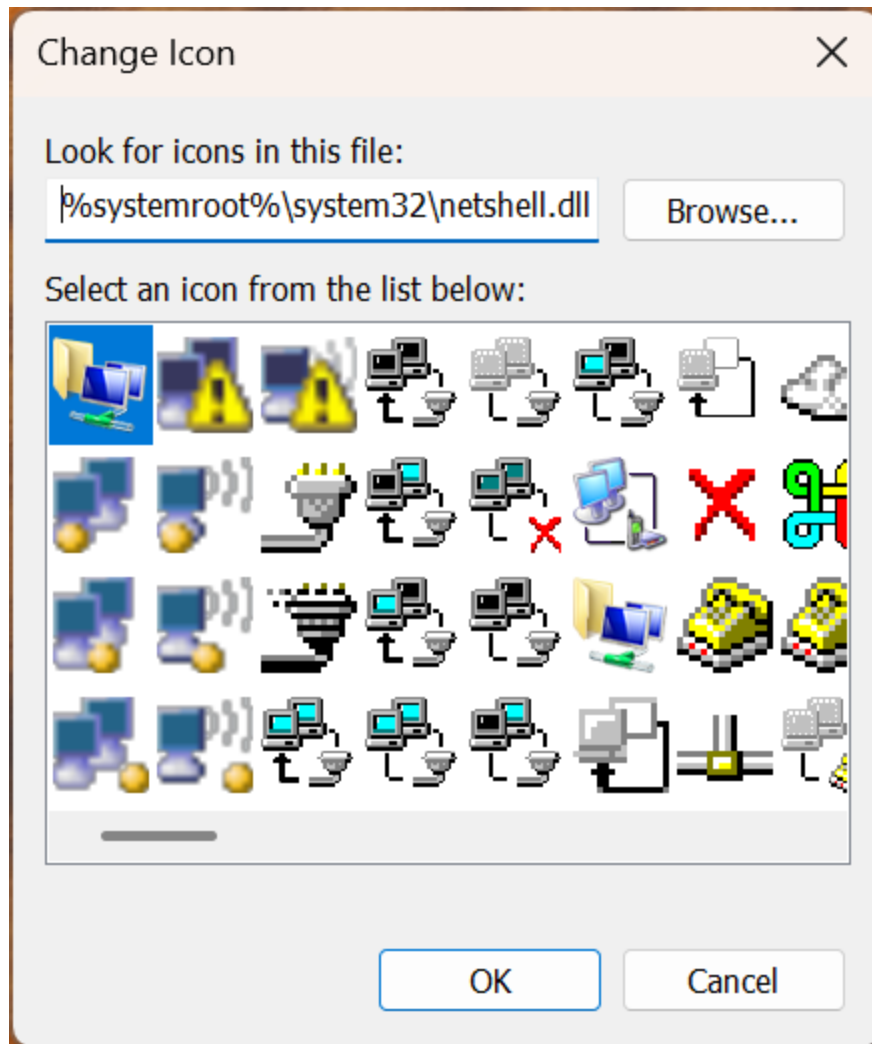 Change Icon
Look for icons in this file:
%systemroot%\system32\netshell.dll
Browse...
Select an icon from the list below:
OK
Cancel